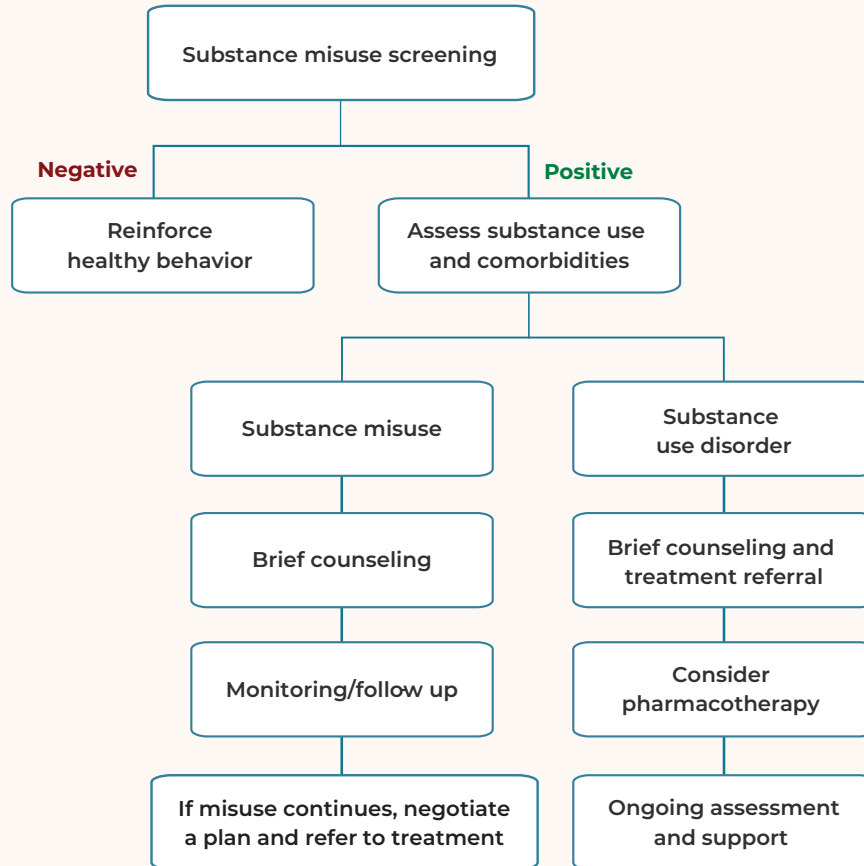 Substance misuse screening
Negative
Positive
Reinforce
healthy behavior
Assess substance use
and comorbidities
Substance misuse
Substance
use disorder
Brief counseling
Brief counseling and
treatment referral
Monitoring/follow up
Consider
pharmacotherapy
If misuse continues, negotiate
a plan and refer to treatment
Ongoing assessment
and support